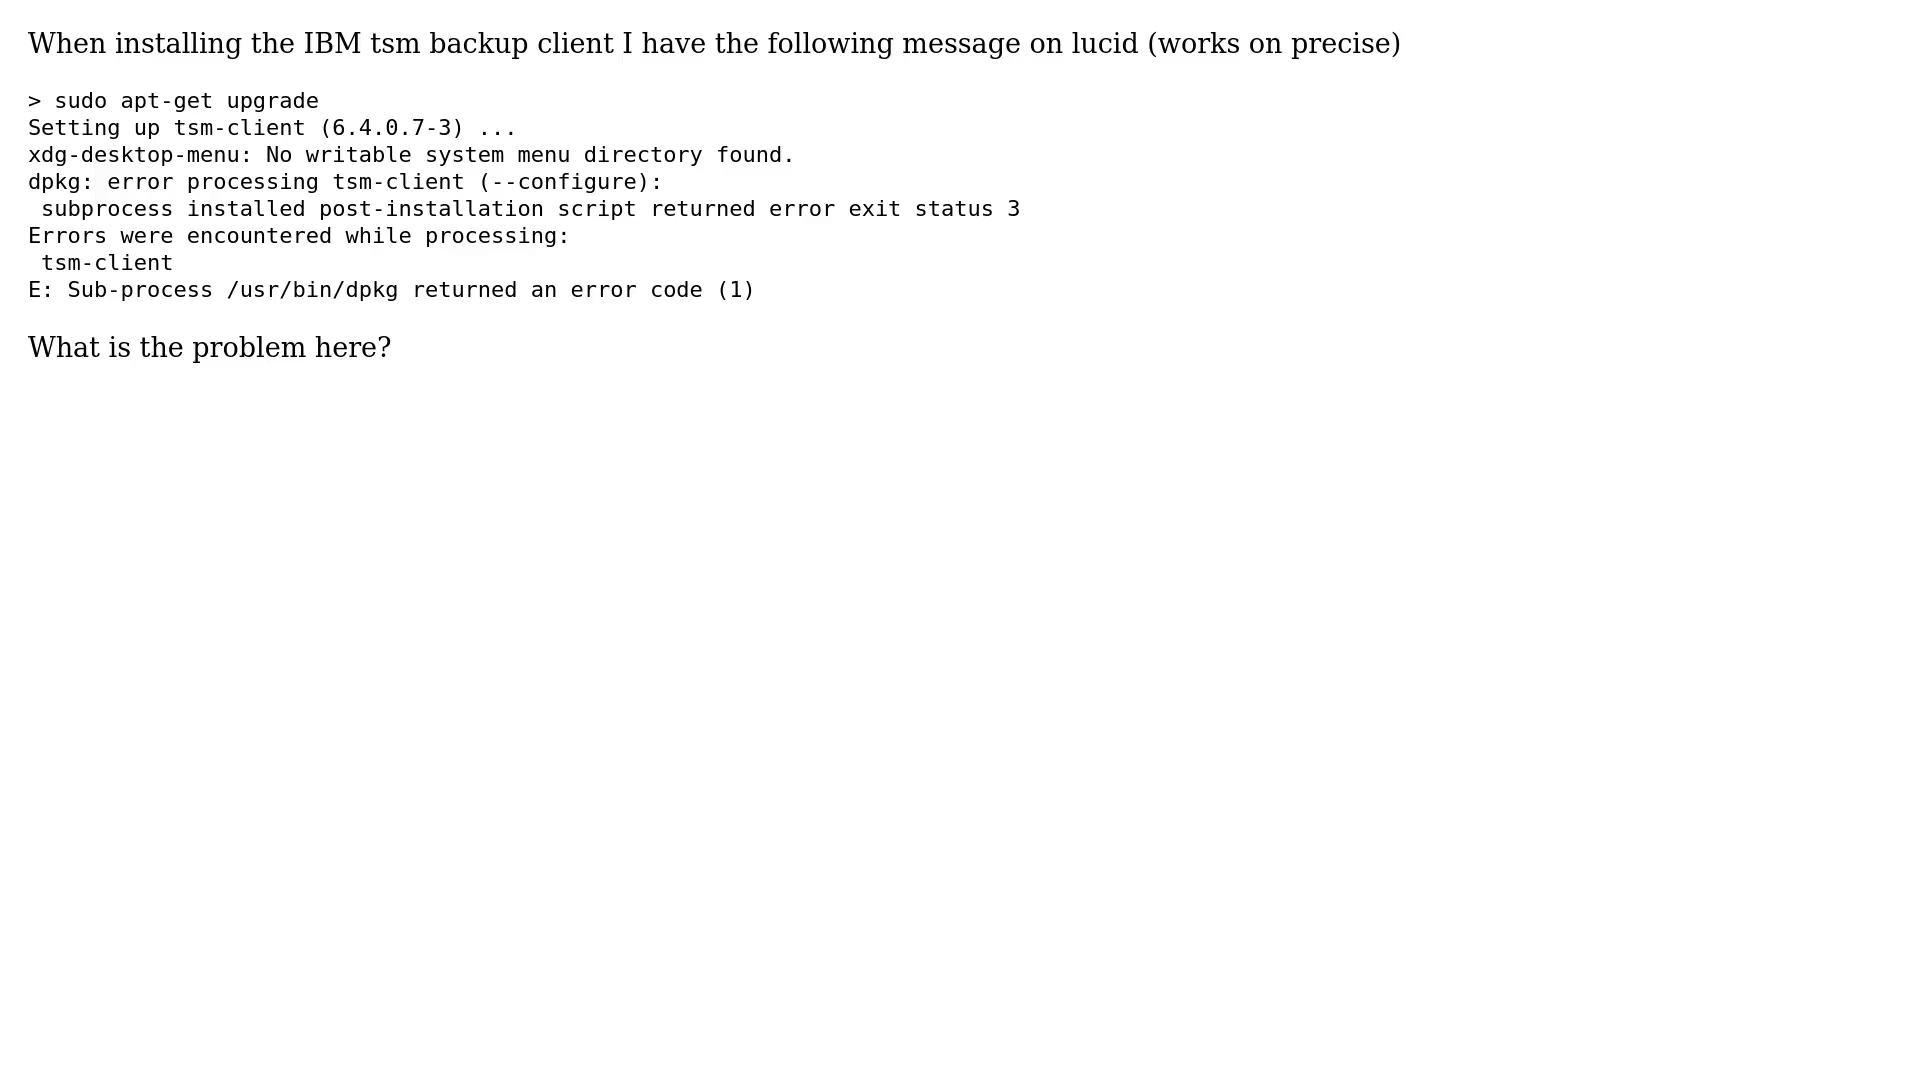 When installing the IBM tsm backup client I have the following message on lucid (works on precise)
> sudo apt-get upgrade
Setting up tsm-client (6.4.0.7-3) ...
xdg-desktop-menu: No writable system menu directory found.
dpkg: error processing tsm-client (--configure):
 subprocess installed post-installation script returned error exit status 3
Errors were encountered while processing:
 tsm-client
E: Sub-process /usr/bin/dpkg returned an error code (1)
What is the problem here?